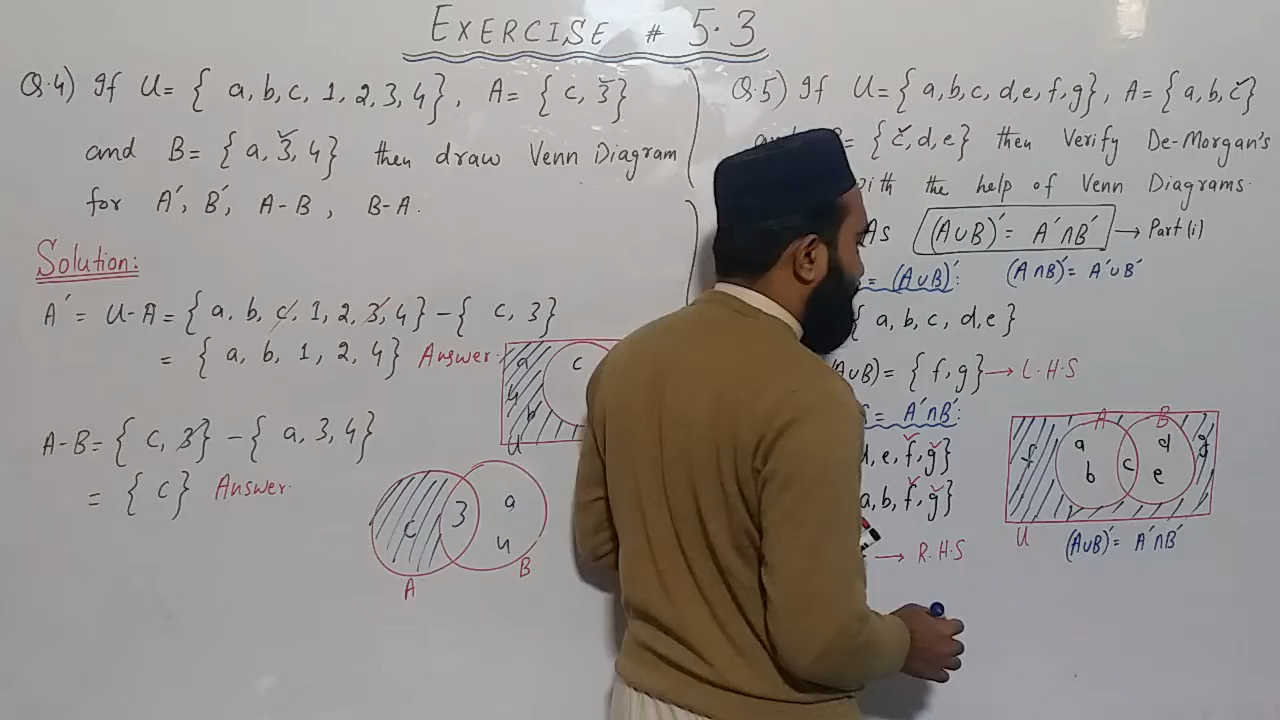 EXERCISE # 5.3
Q.4) If U = { a, b, c, 1, 2, 3, 4 }, A = { c, 3 }
and B = { a, 3, 4 } then draw Venn Diagram
for A′, B′, A-B, B-A.
Solution:
A′ = U-A = { a, b, c, 1, 2, 3, 4 } - { c, 3 }
= { a, b, 1, 2, 4 } Answer.
c
b
U
A-B = { c, 3 } - { a, 3, 4 }
= { c } Answer.
c 3 a
4
A B
Q.5) If U = { a, b, c, d, e, f, g }, A = { a, b, c }
= { c, d, e } then Verify De-Morgan's
with the help of Venn Diagrams.
As (A∪B)′ = A′∩B′ → Part (i)
= (A∪B)′: (A∩B)′ = A′∪B′
{ a, b, c, d, e }
(A∪B) = { f, g } → L.H.S
= A′∩B′:
, e, f, g }
a, b, f, g }
→ R.H.S
A B
f a d g
b c e
U
(A∪B)′ = A′∩B′